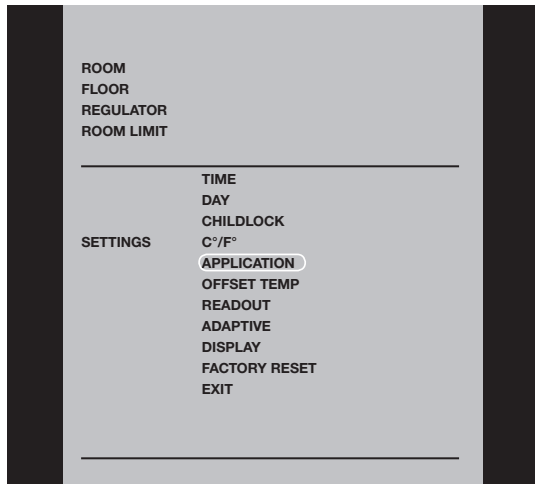 ROOM
FLOOR
REGULATOR
ROOM LIMIT
TIME
DAY
CHILDLOCK
SETTINGS C°/F°
APPLICATION
OFFSET TEMP
READOUT
ADAPTIVE
DISPLAY
FACTORY RESET
EXIT